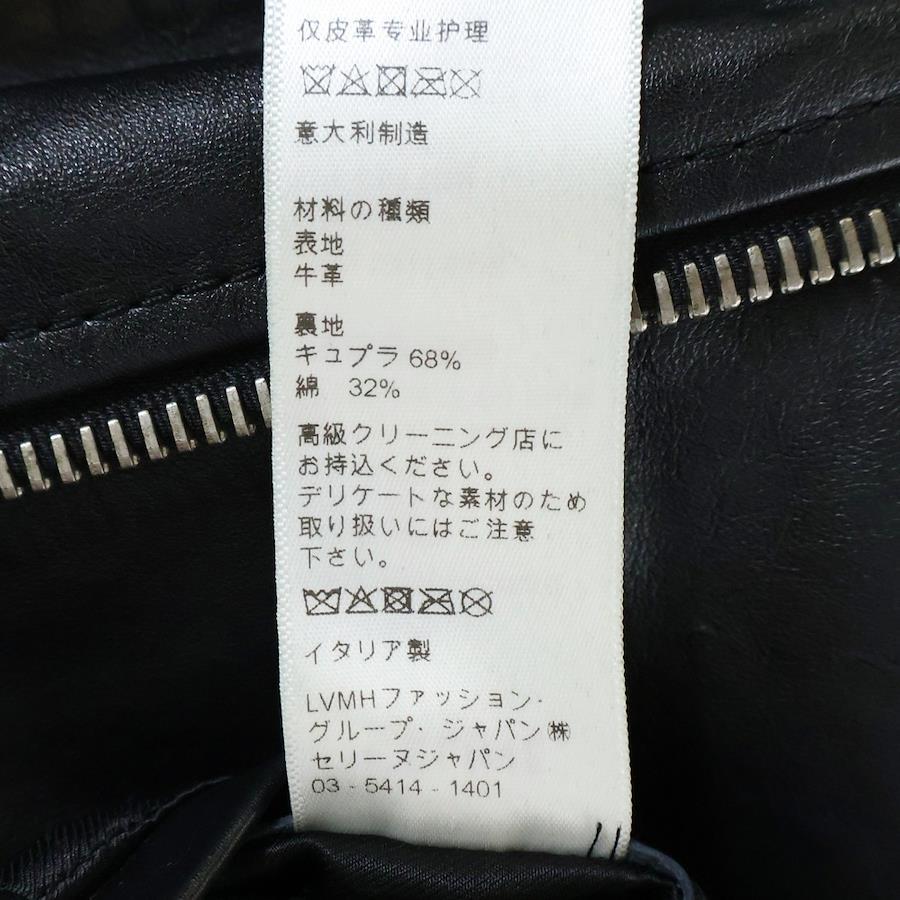 仅皮革专业护理
意大利制造
材料の種類
表地
牛革
裏地
キュプラ 68%
綿 32%
高級クリーニング店に
お持込ください。
デリケートな素材のため
取り扱いにはご注意
下さい。
イタリア製
LVMHファッション·
グループ· ジャパン㈱
セリーヌジャパン
03 - 5414 - 1401